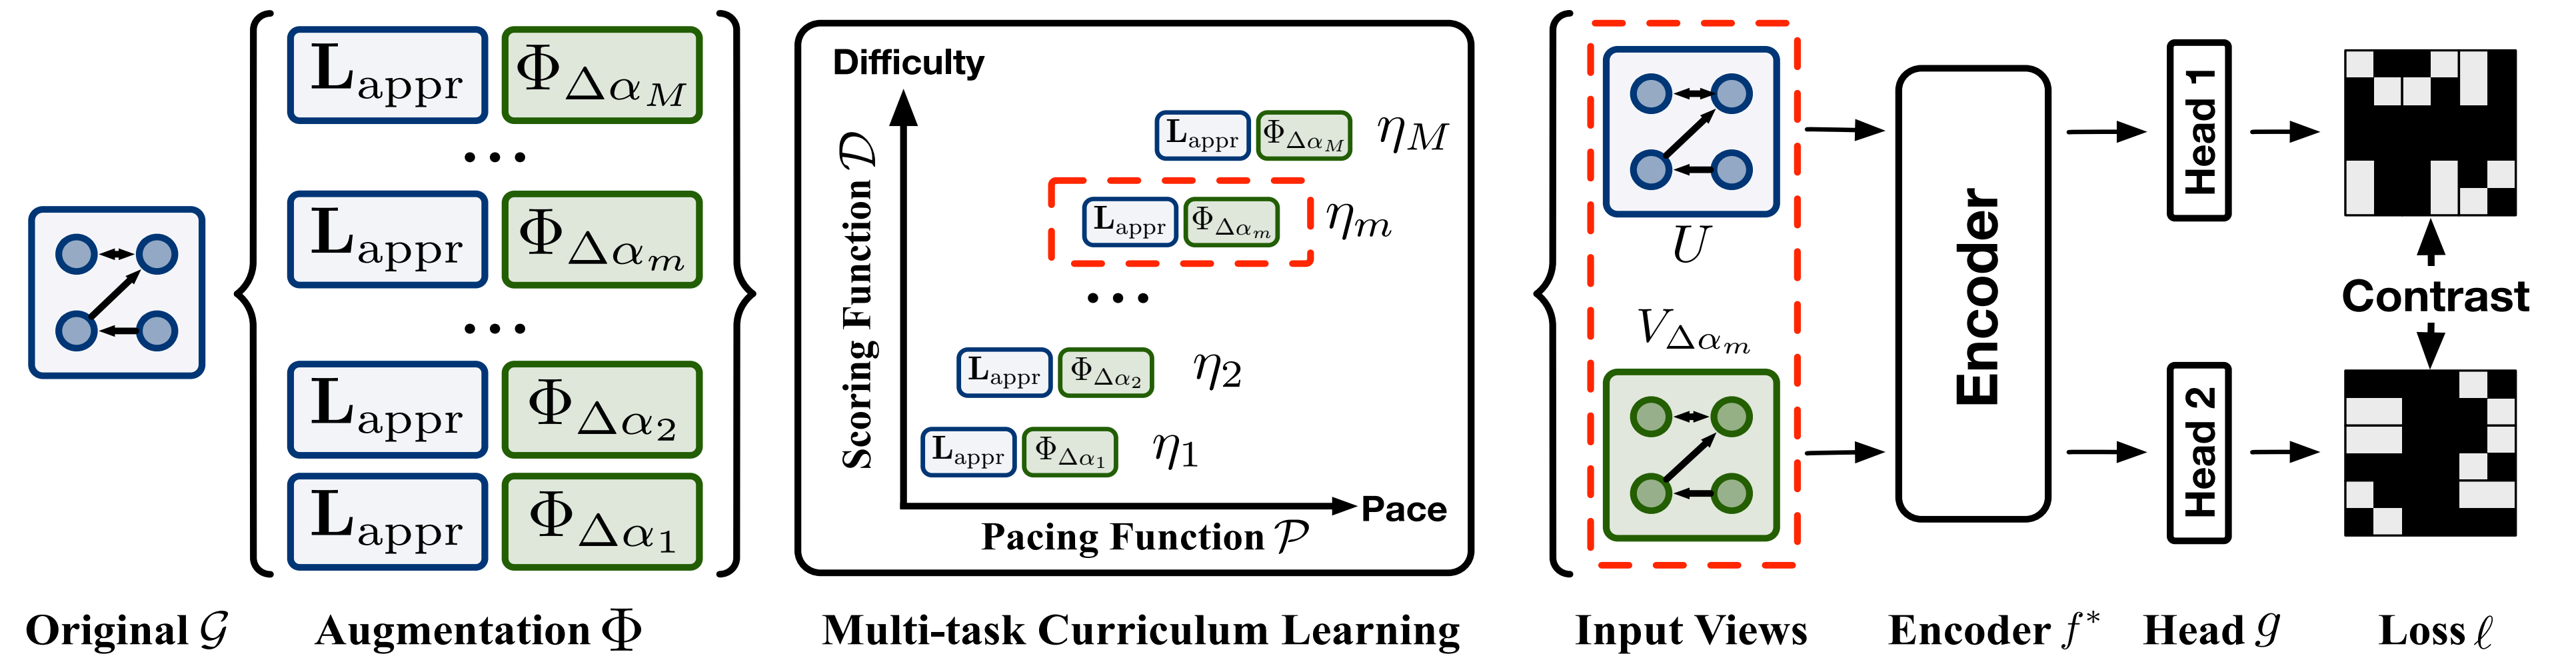 L_appr Φ_Δα_M
...
L_appr Φ_Δα_m
...
L_appr Φ_Δα_2
L_appr Φ_Δα_1
Difficulty
Scoring Function 𝒟
L_appr Φ_Δα_M η_M
L_appr Φ_Δα_m η_m
...
L_appr Φ_Δα_2 η_2
L_appr Φ_Δα_1 η_1
Pace
Pacing Function 𝒫
U
V_Δα_m
Encoder
Head 1
Head 2
Contrast
Original 𝒢
Augmentation Φ
Multi-task Curriculum Learning
Input Views
Encoder f*
Head g
Loss ℓ